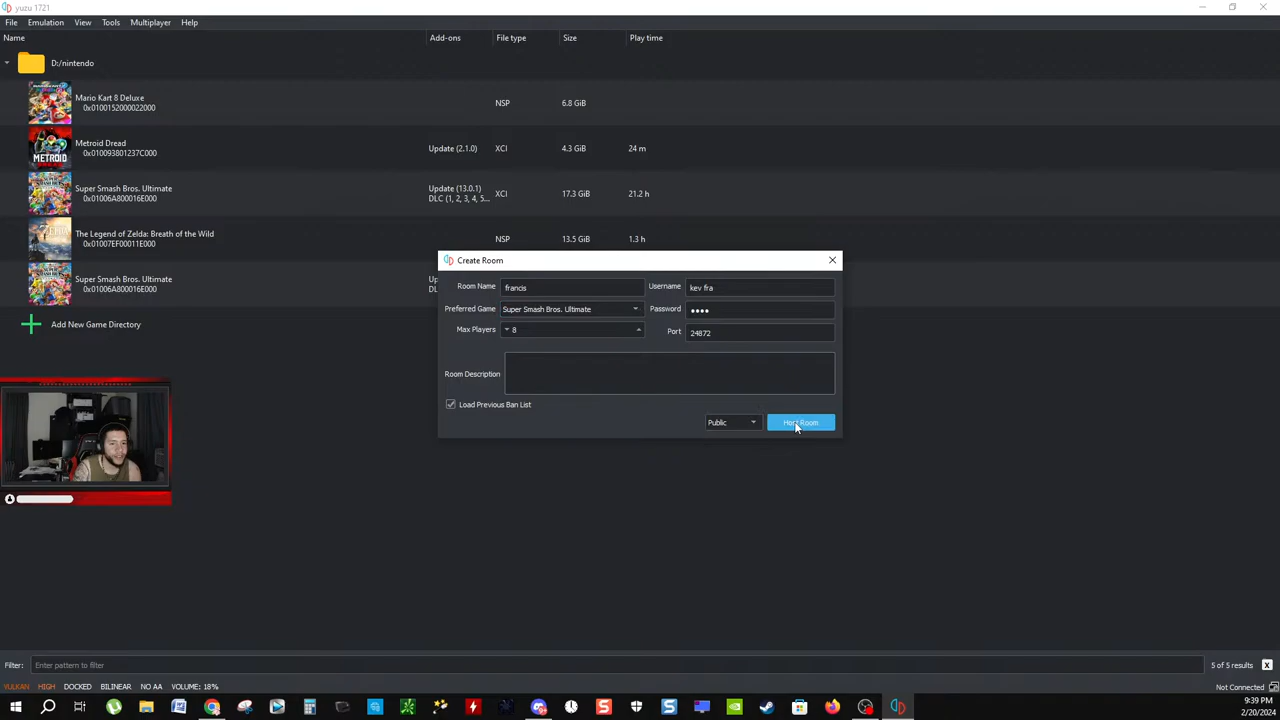 yuzu 1721
File Emulation View Tools Multiplayer Help
Name Add-ons File type Size Play time
D:/nintendo
Mario Kart 8 Deluxe
0x0100152000022000 NSP 6.8 GiB
Metroid Dread
0x010093801237C000 Update (2.1.0) XCI 4.3 GiB 24 m
METROID
Super Smash Bros. Ultimate Update (13.0.1)
0x01006A800016E000 DLC (1, 2, 3, 4, 5... XCI 17.3 GiB 21.2 h
The Legend of Zelda: Breath of the Wild
0x01007EF00011E000 NSP 13.5 GiB 1.3 h
Super Smash Bros. Ultimate
0x01006A800016E000
Add New Game Directory
Create Room
Room Name francis Username kev fra
Preferred Game Super Smash Bros. Ultimate Password ••••
Max Players 8 Port 24872
Room Description
Load Previous Ban List
Public Host Room
Filter: Enter pattern to filter 5 of 5 results X
VULKAN HIGH DOCKED BILINEAR NO AA VOLUME: 18% Not Connected
9:39 PM
2/20/2024